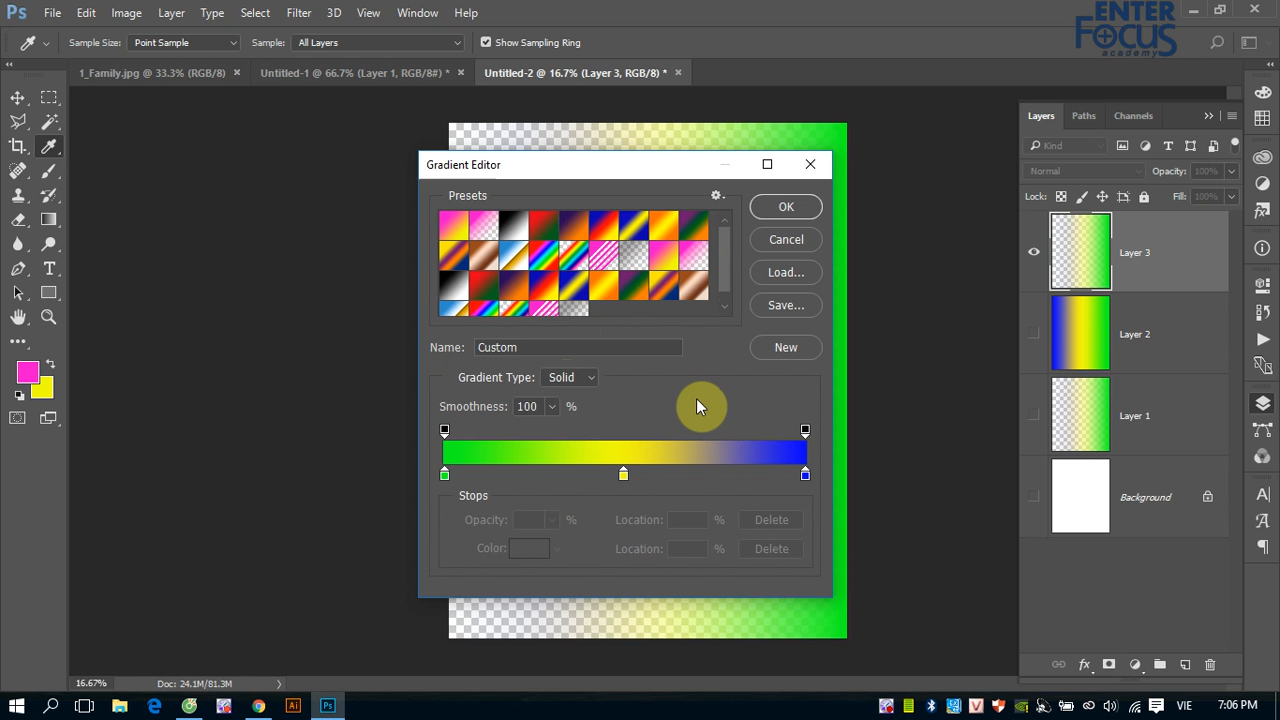 Ps File Edit Image Layer Type Select Filter 3D View Window Help
ENTER
FOCUS
academy
Sample Size: Point Sample Sample: All Layers Show Sampling Ring
1_Family.jpg @ 33.3% (RGB/8) × Untitled-1 @ 66.7% (Layer 1, RGB/8#) * × Untitled-2 @ 16.7% (Layer 3, RGB/8) * ×
Gradient Editor
Presets
OK
Cancel
Load...
Save...
Name: Custom
New
Gradient Type: Solid
Smoothness: 100 %
Stops
Opacity: % Location: % Delete
Color: Location: % Delete
Layers Paths Channels
Kind
Normal Opacity: 100%
Lock: Fill: 100%
Layer 3
Layer 2
Layer 1
Background
fx
16.67% Doc: 24.1M/81.3M
Ai Ps VIE 7:06 PM